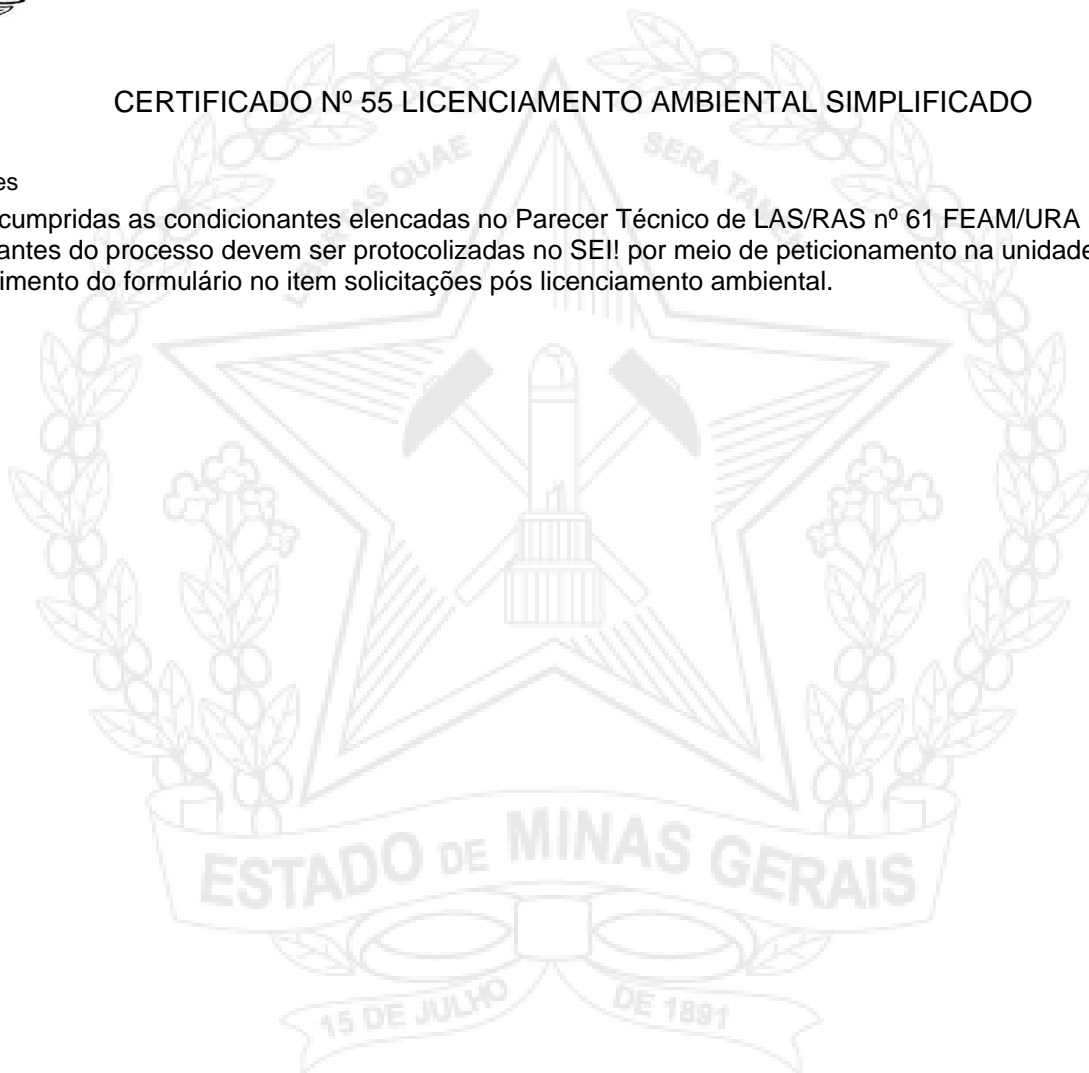 CERTIFICADO Nº 55 LICENCIAMENTO AMBIENTAL SIMPLIFICADO
es
cumpridas as condicionantes elencadas no Parecer Técnico de LAS/RAS nº 61 FEAM/URA
antes do processo devem ser protocolizadas no SEI! por meio de peticionamento na unidade
imento do formulário no item solicitações pós licenciamento ambiental.
QUAE SERA
ESTADO DE MINAS GERAIS
15 DE JULHO DE 1891